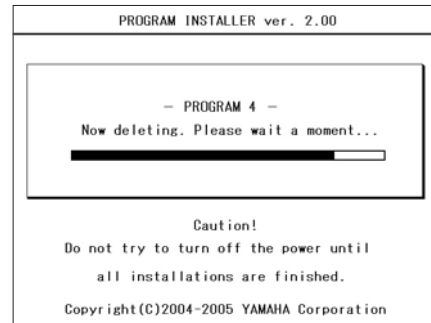 PROGRAM INSTALLER ver. 2.00
— PROGRAM 4 —
Now deleting. Please wait a moment...
Caution!
Do not try to turn off the power until
all installations are finished.
Copyright(C)2004-2005 YAMAHA Corporation